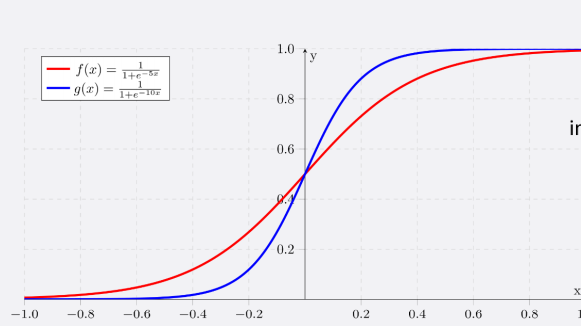 1.0
y
f(x) = 1/(1+e^{-5x})
g(x) = 1/(1+e^{-10x})
0.8
0.6
0.4
0.2
x
−1.0 −0.8 −0.6 −0.4 −0.2 0.2 0.4 0.6 0.8